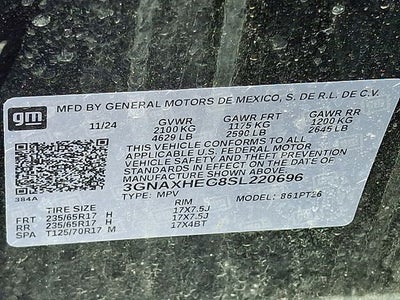 gm MFD BY GENERAL MOTORS DE MEXICO, S. DE R.L. DE C.V.
11/24 GVWR GAWR FRT GAWR RR
2100 KG 1175 KG 1200 KG
4629 LB 2590 LB 2645 LB
THIS VEHICLE CONFORMS TO ALL
APPLICABLE U.S. FEDERAL MOTOR
VEHICLE SAFETY AND THEFT PREVENTION
STANDARDS IN EFFECT ON THE DATE OF
MANUFACTURE SHOWN ABOVE.
3GNAXHEG8SL220696
384A TYPE: MPV MODEL: 861PT26
TIRE SIZE RIM
FRT 235/65R17 H 17X7.5J
RR 235/65R17 H 17X7.5J
SPA T125/70R17 M 17X4BT